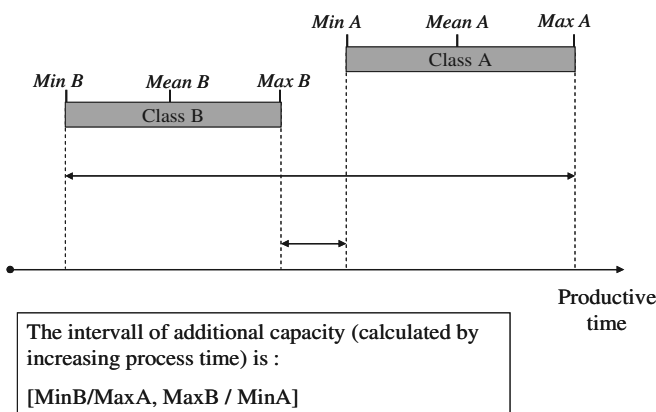 Min A Mean A Max A
Class A
Min B Mean B Max B
Class B
Productive
time
The intervall of additional capacity (calculated by
increasing process time) is :
[MinB/MaxA, MaxB / MinA]